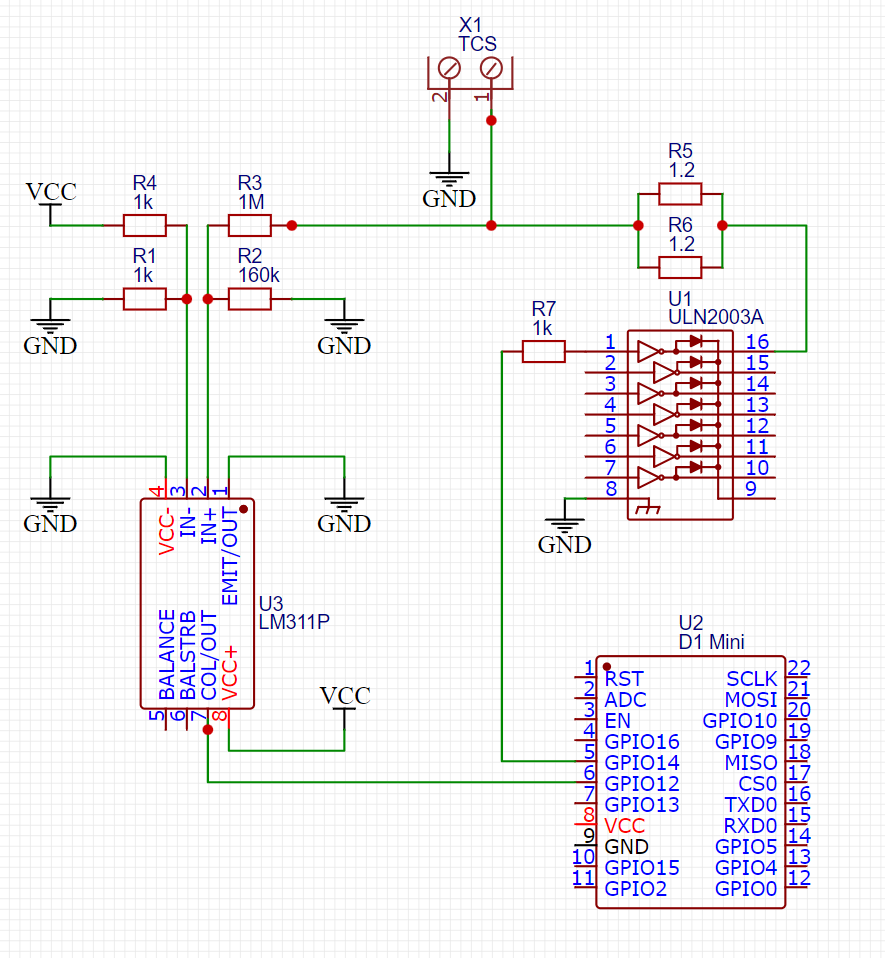 X1
TCS
2
1
GND
VCC
R4
1k
R3
1M
R1
1k
R2
160k
GND
GND
R5
1.2
R6
1.2
U1
ULN2003A
R7
1k
1
2
3
4
5
6
7
8
16
15
14
13
12
11
10
9
GND
GND
GND
4
3
2
1
VCC-
IN-
IN+
EMIT/OUT
BALANCE
BALSTRB
COL/OUT
VCC+
5
6
7
8
U3
LM311P
VCC
U2
D1 Mini
1
RST
2
ADC
3
EN
4
GPIO16
5
GPIO14
6
GPIO12
7
GPIO13
8
VCC
9
GND
10
GPIO15
11
GPIO2
22
SCLK
21
MOSI
20
GPIO10
19
GPIO9
18
MISO
17
CS0
16
TXD0
15
RXD0
14
GPIO5
13
GPIO4
12
GPIO0